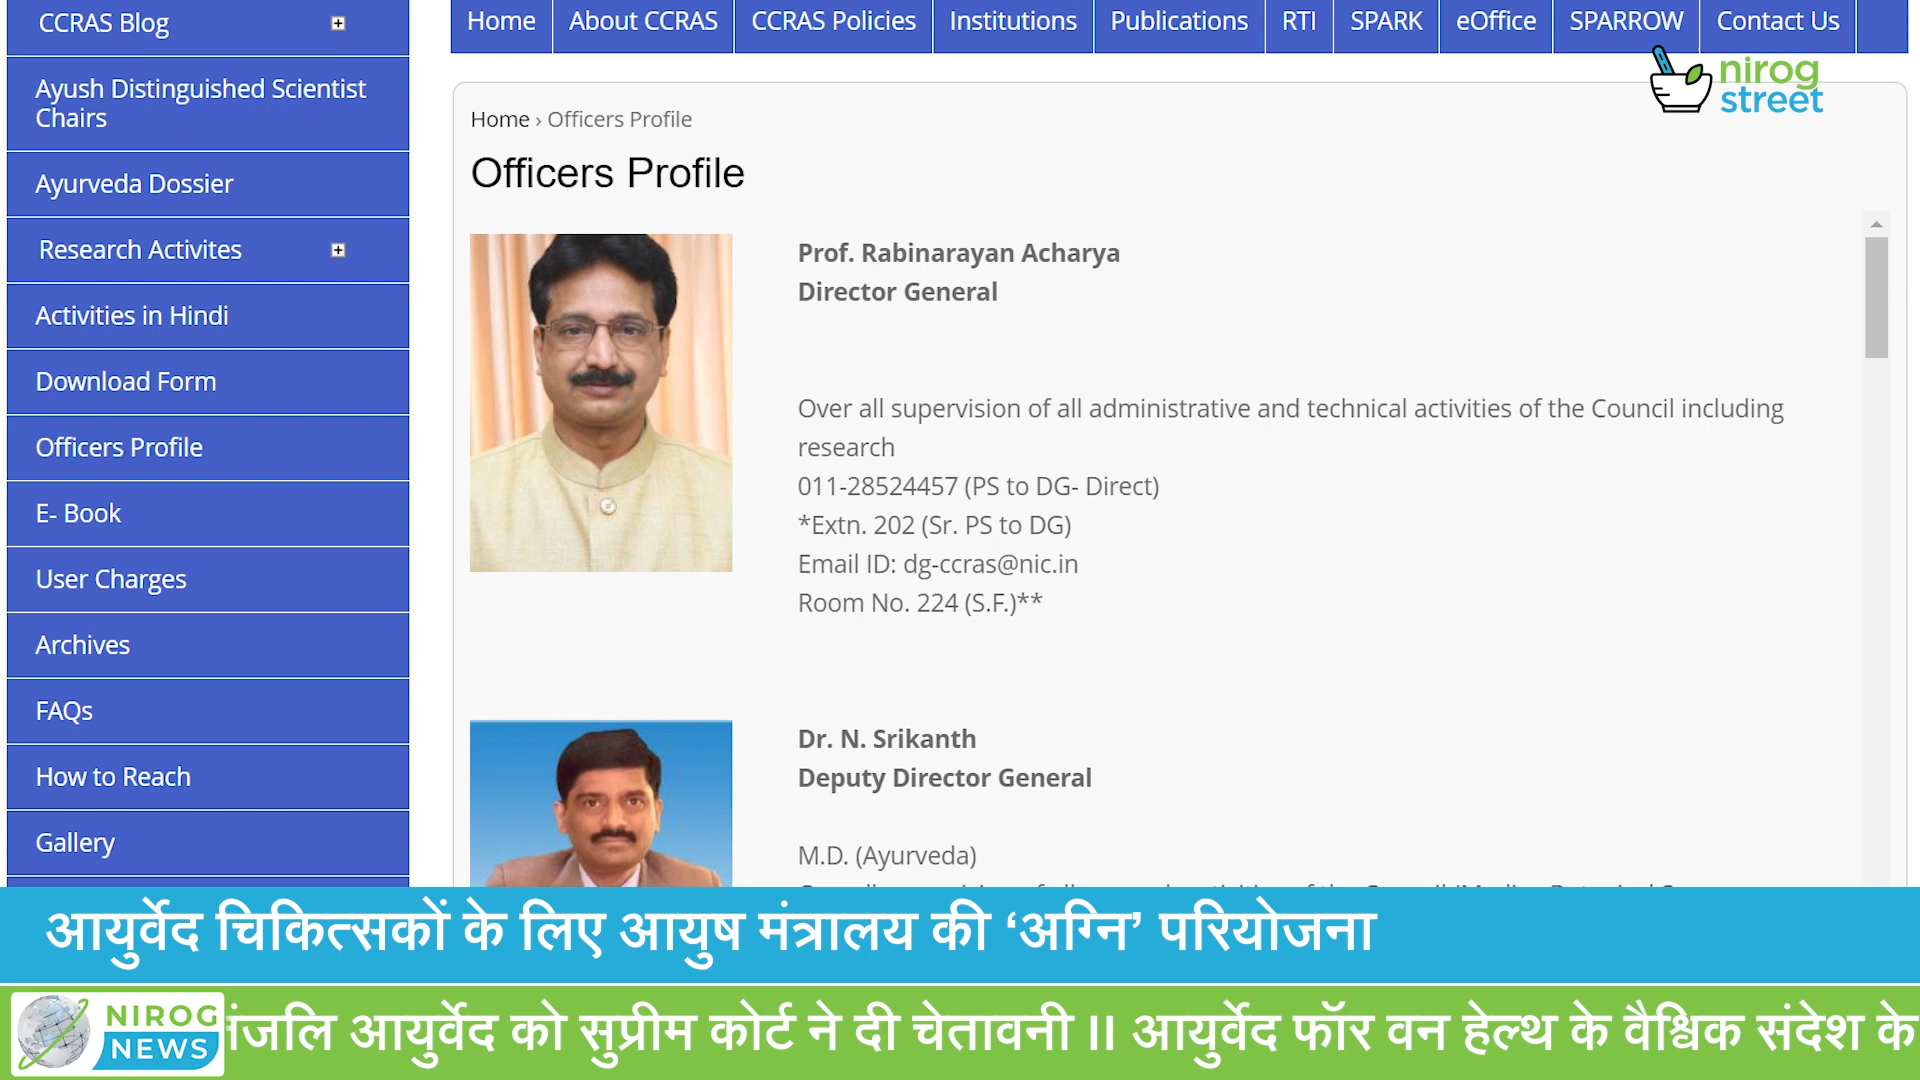 CCRAS Blog
Ayush Distinguished Scientist
Chairs
Ayurveda Dossier
Research Activites
Activities in Hindi
Download Form
Officers Profile
E- Book
User Charges
Archives
FAQs
How to Reach
Gallery
Home About CCRAS CCRAS Policies Institutions Publications RTI SPARK eOffice SPARROW Contact Us
nirog
street
Home › Officers Profile
Officers Profile
Prof. Rabinarayan Acharya
Director General
Over all supervision of all administrative and technical activities of the Council including
research
011-28524457 (PS to DG- Direct)
*Extn. 202 (Sr. PS to DG)
Email ID: dg-ccras@nic.in
Room No. 224 (S.F.)**
Dr. N. Srikanth
Deputy Director General
M.D. (Ayurveda)
आयुर्वेद चिकित्सकों के लिए आयुष मंत्रालय की ‘अग्नि’ परियोजना
NIROG
NEWS
आयुर्वेद को सुप्रीम कोर्ट ने दी चेतावनी II आयुर्वेद फॉर वन हेल्थ के वैश्विक संदेश के